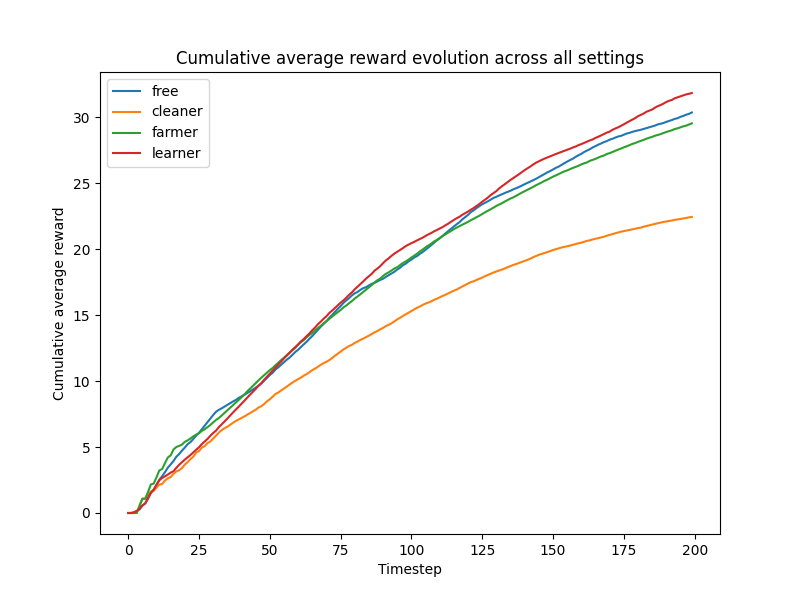 Cumulative average reward evolution across all settings
free
cleaner
farmer
learner
Cumulative average reward
30
25
20
15
10
5
0
0 25 50 75 100 125 150 175 200
Timestep